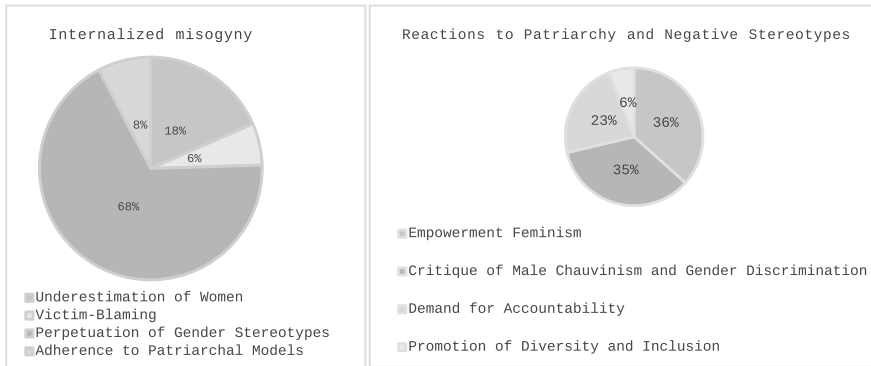 Internalized misogyny
8%
18%
6%
68%
Underestimation of Women
Victim-Blaming
Perpetuation of Gender Stereotypes
Adherence to Patriarchal Models
Reactions to Patriarchy and Negative Stereotypes
6%
23%
36%
35%
Empowerment Feminism
Critique of Male Chauvinism and Gender Discrimination
Demand for Accountability
Promotion of Diversity and Inclusion